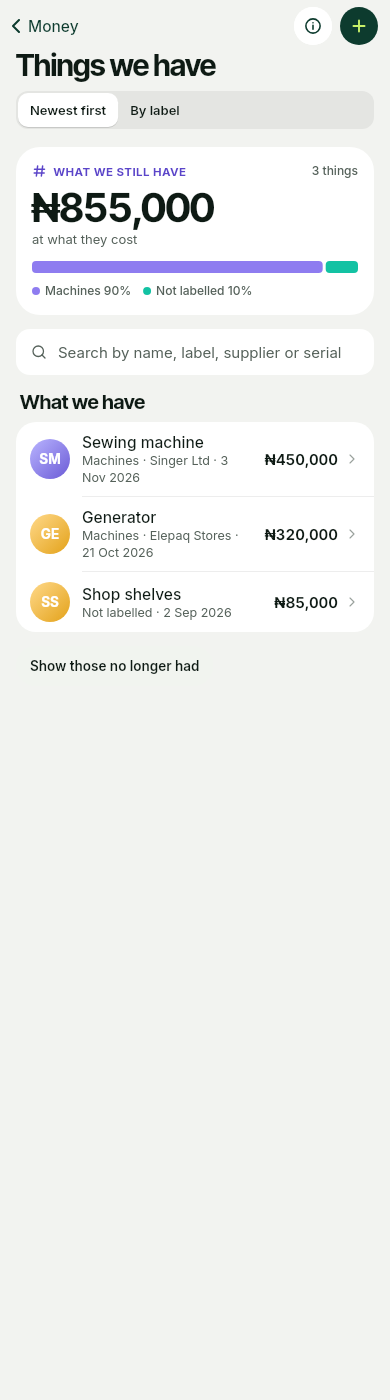 Money
Things we have
Newest first
By label
WHAT WE STILL HAVE
3 things
₦855,000
at what they cost
Machines 90%
Not labelled 10%
Search by name, label, supplier or serial
What we have
SM
Sewing machine
Machines · Singer Ltd · 3
Nov 2026
₦450,000
GE
Generator
Machines · Elepaq Stores ·
21 Oct 2026
₦320,000
SS
Shop shelves
Not labelled · 2 Sep 2026
₦85,000
Show those no longer had